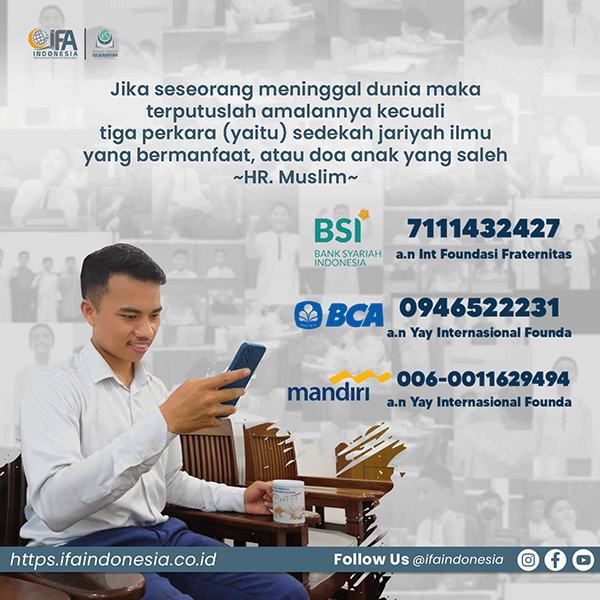 IFA
INDONESIA
Jika seseorang meninggal dunia maka
terputuslah amalannya kecuali
tiga perkara (yaitu) sedekah jariyah ilmu
yang bermanfaat, atau doa anak yang saleh
~HR. Muslim~
BSI
BANK SYARIAH
INDONESIA
7111432427
a.n Int Foundasi Fraternitas
BCA
0946522231
a.n Yay Internasional Founda
mandiri
006-0011629494
a.n Yay Internasional Founda
https.ifaindonesia.co.id
Follow Us @ifaindonesia